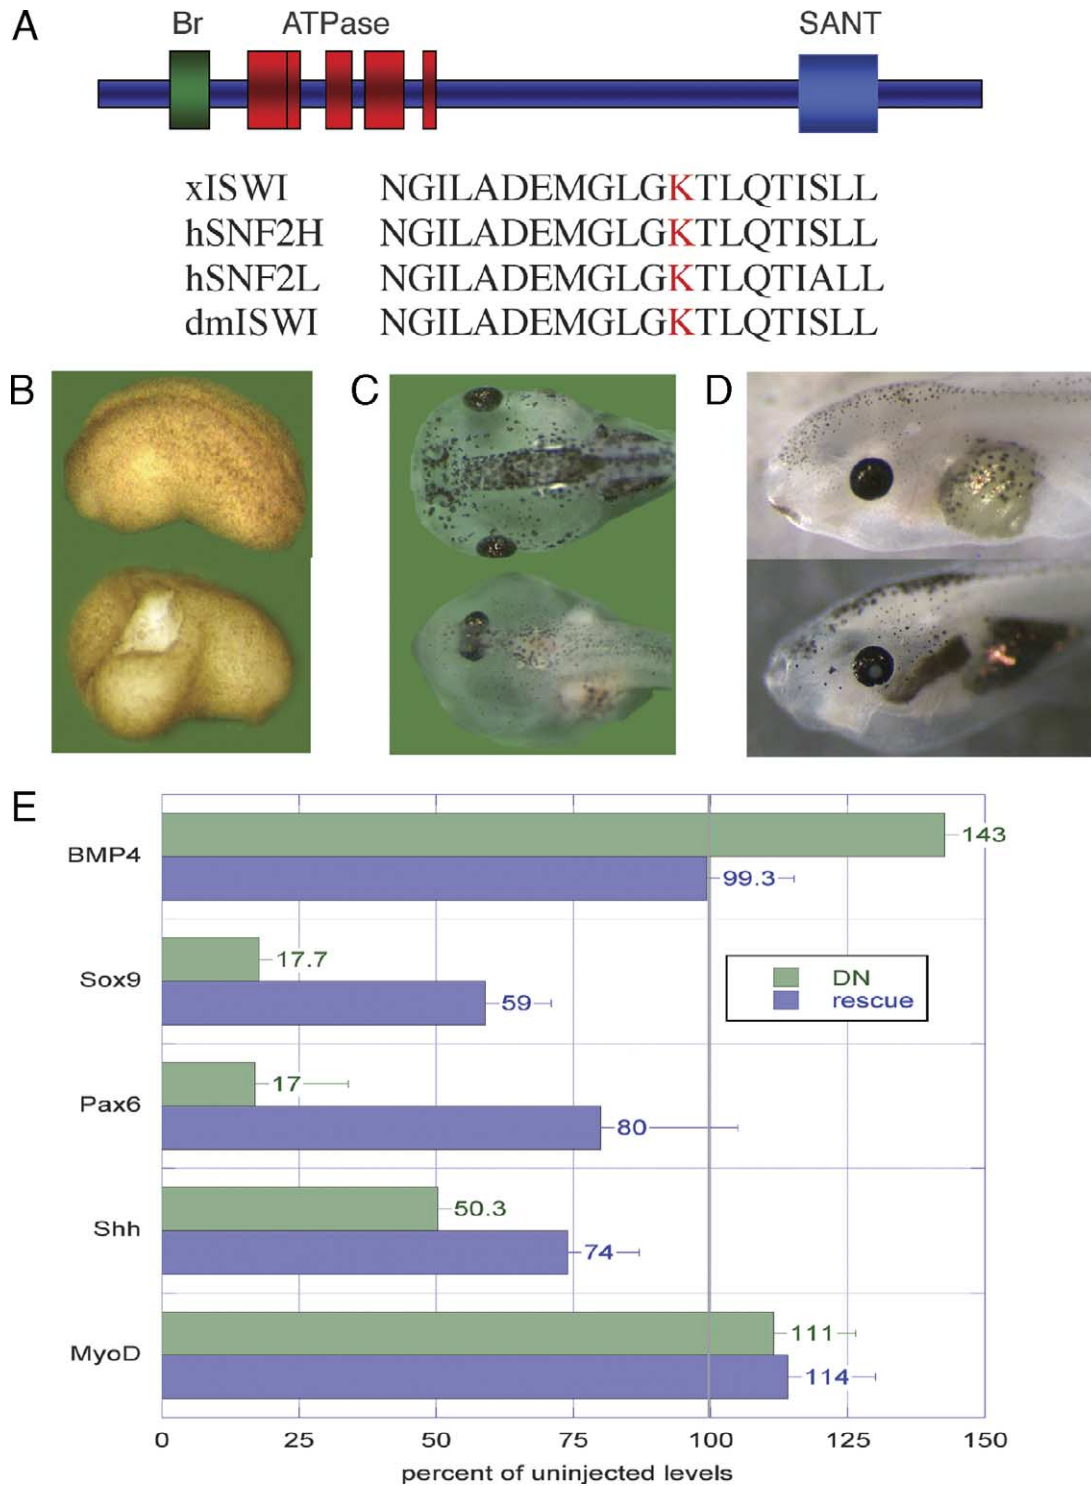 A
Br ATPase SANT
xISWI NGILADEMGLGKTLQTISLL
hSNF2H NGILADEMGLGKTLQTISLL
hSNF2L NGILADEMGLGKTLQTIALL
dmISWI NGILADEMGLGKTLQTISLL
B C D
E
BMP4 143
99.3
Sox9 17.7
59
DN
rescue
Pax6 17
80
Shh 50.3
74
MyoD 111
114
0 25 50 75 100 125 150
percent of uninjected levels